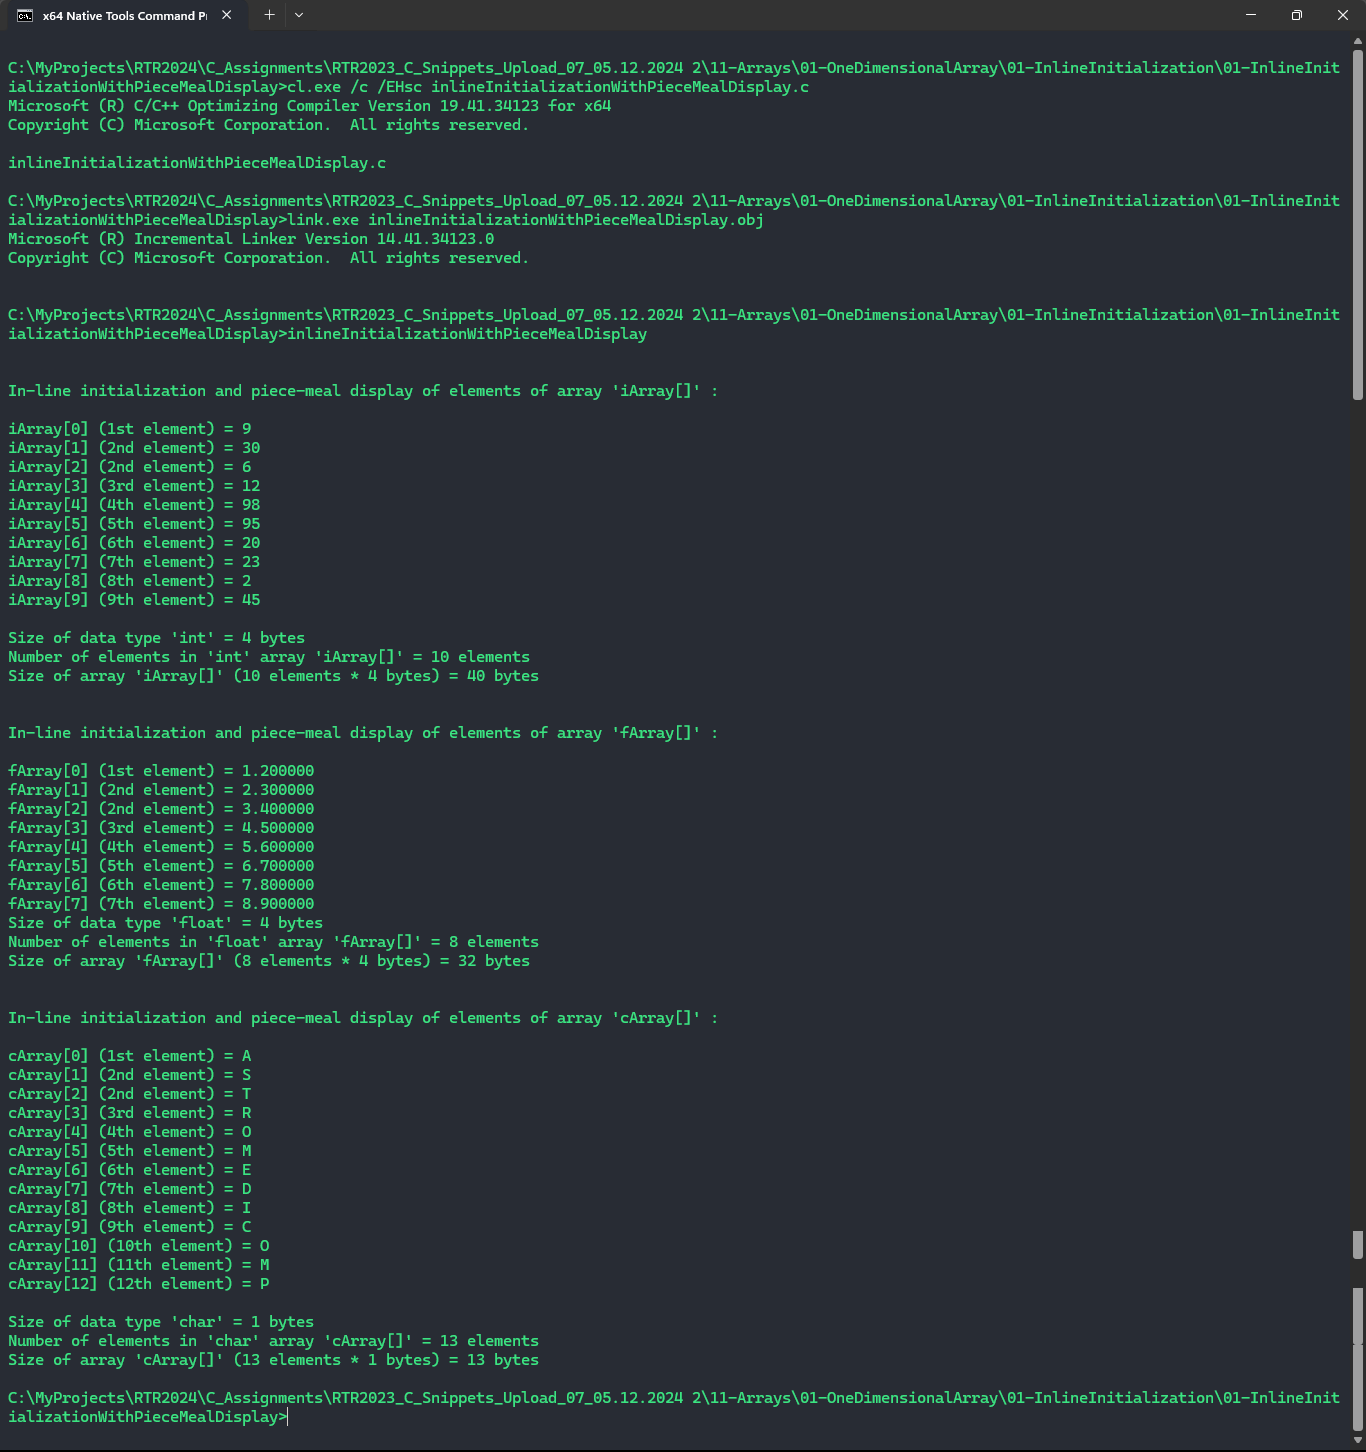 x64 Native Tools Command P
C:\MyProjects\RTR2024\C_Assignments\RTR2023_C_Snippets_Upload_07_05.12.2024 2\11-Arrays\01-OneDimensionalArray\01-InlineInitialization\01-InlineInit
ializationWithPieceMealDisplay>cl.exe /c /EHsc inlineInitializationWithPieceMealDisplay.c
Microsoft (R) C/C++ Optimizing Compiler Version 19.41.34123 for x64
Copyright (C) Microsoft Corporation.  All rights reserved.

inlineInitializationWithPieceMealDisplay.c

C:\MyProjects\RTR2024\C_Assignments\RTR2023_C_Snippets_Upload_07_05.12.2024 2\11-Arrays\01-OneDimensionalArray\01-InlineInitialization\01-InlineInit
ializationWithPieceMealDisplay>link.exe inlineInitializationWithPieceMealDisplay.obj
Microsoft (R) Incremental Linker Version 14.41.34123.0
Copyright (C) Microsoft Corporation.  All rights reserved.


C:\MyProjects\RTR2024\C_Assignments\RTR2023_C_Snippets_Upload_07_05.12.2024 2\11-Arrays\01-OneDimensionalArray\01-InlineInitialization\01-InlineInit
ializationWithPieceMealDisplay>inlineInitializationWithPieceMealDisplay


In-line initialization and piece-meal display of elements of array 'iArray[]' :

iArray[0] (1st element) = 9
iArray[1] (2nd element) = 30
iArray[2] (2nd element) = 6
iArray[3] (3rd element) = 12
iArray[4] (4th element) = 98
iArray[5] (5th element) = 95
iArray[6] (6th element) = 20
iArray[7] (7th element) = 23
iArray[8] (8th element) = 2
iArray[9] (9th element) = 45

Size of data type 'int' = 4 bytes
Number of elements in 'int' array 'iArray[]' = 10 elements
Size of array 'iArray[]' (10 elements * 4 bytes) = 40 bytes


In-line initialization and piece-meal display of elements of array 'fArray[]' :

fArray[0] (1st element) = 1.200000
fArray[1] (2nd element) = 2.300000
fArray[2] (2nd element) = 3.400000
fArray[3] (3rd element) = 4.500000
fArray[4] (4th element) = 5.600000
fArray[5] (5th element) = 6.700000
fArray[6] (6th element) = 7.800000
fArray[7] (7th element) = 8.900000
Size of data type 'float' = 4 bytes
Number of elements in 'float' array 'fArray[]' = 8 elements
Size of array 'fArray[]' (8 elements * 4 bytes) = 32 bytes


In-line initialization and piece-meal display of elements of array 'cArray[]' :

cArray[0] (1st element) = A
cArray[1] (2nd element) = S
cArray[2] (2nd element) = T
cArray[3] (3rd element) = R
cArray[4] (4th element) = O
cArray[5] (5th element) = M
cArray[6] (6th element) = E
cArray[7] (7th element) = D
cArray[8] (8th element) = I
cArray[9] (9th element) = C
cArray[10] (10th element) = O
cArray[11] (11th element) = M
cArray[12] (12th element) = P

Size of data type 'char' = 1 bytes
Number of elements in 'char' array 'cArray[]' = 13 elements
Size of array 'cArray[]' (13 elements * 1 bytes) = 13 bytes

C:\MyProjects\RTR2024\C_Assignments\RTR2023_C_Snippets_Upload_07_05.12.2024 2\11-Arrays\01-OneDimensionalArray\01-InlineInitialization\01-InlineInit
ializationWithPieceMealDisplay>